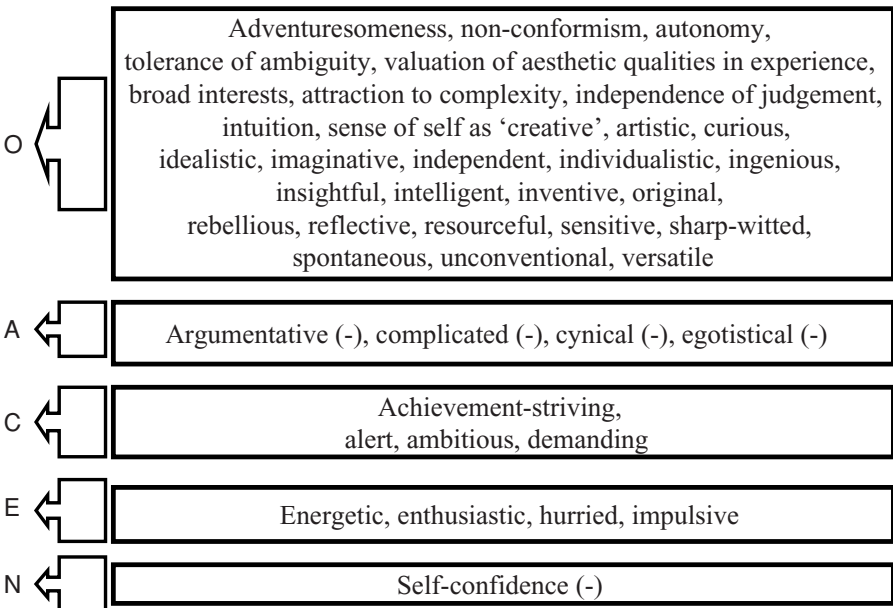 Adventuresomeness, non-conformism, autonomy,
tolerance of ambiguity, valuation of aesthetic qualities in experience,
broad interests, attraction to complexity, independence of judgement,
O
intuition, sense of self as ‘creative’, artistic, curious,
idealistic, imaginative, independent, individualistic, ingenious,
insightful, intelligent, inventive, original,
rebellious, reflective, resourceful, sensitive, sharp-witted,
spontaneous, unconventional, versatile
A
Argumentative (-), complicated (-), cynical (-), egotistical (-)
C
Achievement-striving,
alert, ambitious, demanding
E
Energetic, enthusiastic, hurried, impulsive
N
Self-confidence (-)